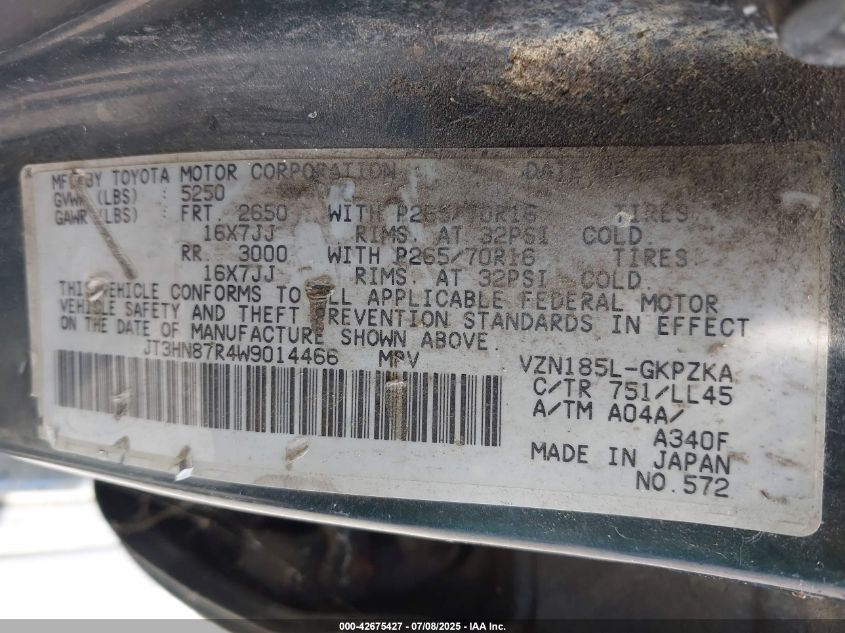 MFD BY TOYOTA MOTOR CORPORATION DATE
GVWR (LBS) : 5250
GAWR (LBS) : FRT. 2650 WITH P265/70R16 TIRES
16X7JJ RIMS. AT 32PSI COLD
RR. 3000 WITH P265/70R16 TIRES
16X7JJ RIMS. AT 32PSI COLD.
THIS VEHICLE CONFORMS TO ALL APPLICABLE FEDERAL MOTOR
VEHICLE SAFETY AND THEFT PREVENTION STANDARDS IN EFFECT
ON THE DATE OF MANUFACTURE SHOWN ABOVE.
JT3HN87R4W9014466 MPV VZN185L-GKPZKA
C/TR 751/LL45
A/TM A04A/
A340F
MADE IN JAPAN
NO.572
000-42675427 - 07/08/2025 - IAA Inc.